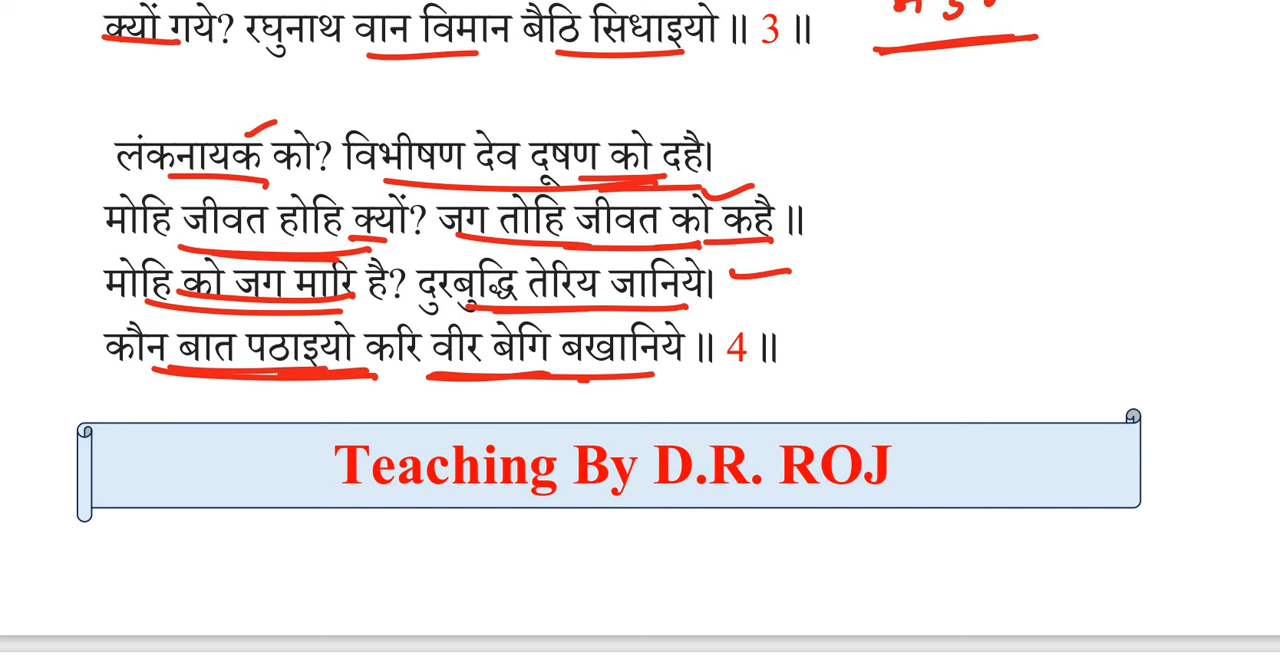 क्यों गये? रघुनाथ वान विमान बैठि सिधाइयो॥ 3 ॥
लंकनायक को? विभीषण देव दूषण को दहै।
मोहि जीवत होहि क्यों? जग तोहि जीवत को कहै॥
मोहि को जग मारि है? दुरबुद्धि तेरिय जानिये।
कौन बात पठाइयो करि वीर बेगि बखानिये॥ 4 ॥
Teaching By D.R. ROJ